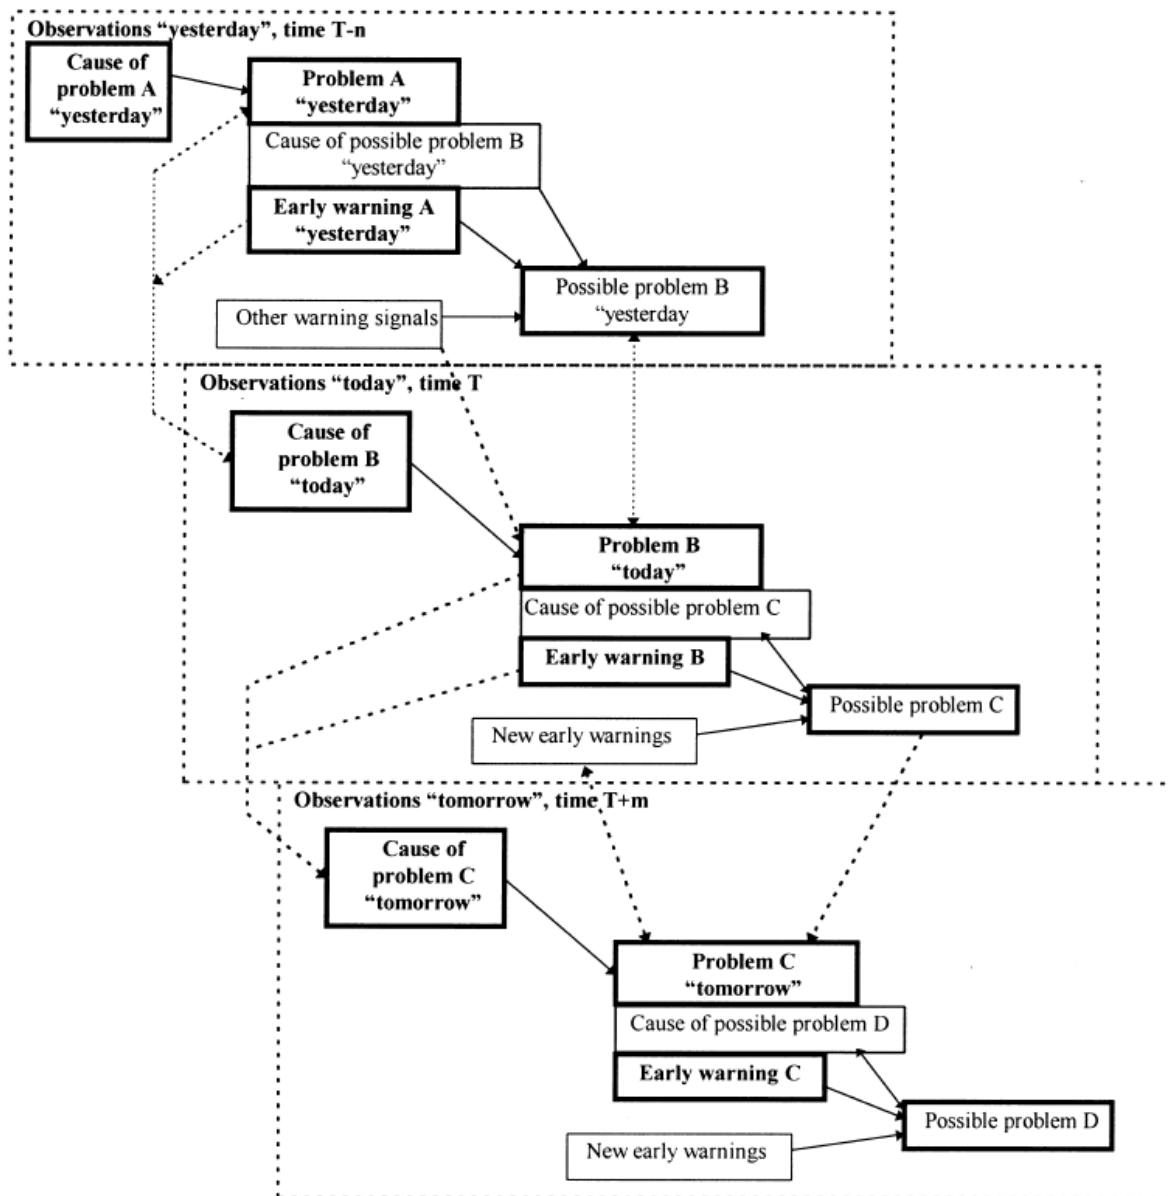 Observations “yesterday”, time T-n
Cause of
problem A
“yesterday”
Problem A
“yesterday”
Cause of possible problem B
“yesterday”
Early warning A
“yesterday”
Possible problem B
“yesterday
Other warning signals
Observations “today”, time T
Cause of
problem B
“today”
Problem B
“today”
Cause of possible problem C
Early warning B
Possible problem C
New early warnings
Observations “tomorrow”, time T+m
Cause of
problem C
“tomorrow”
Problem C
“tomorrow”
Cause of possible problem D
Early warning C
Possible problem D
New early warnings